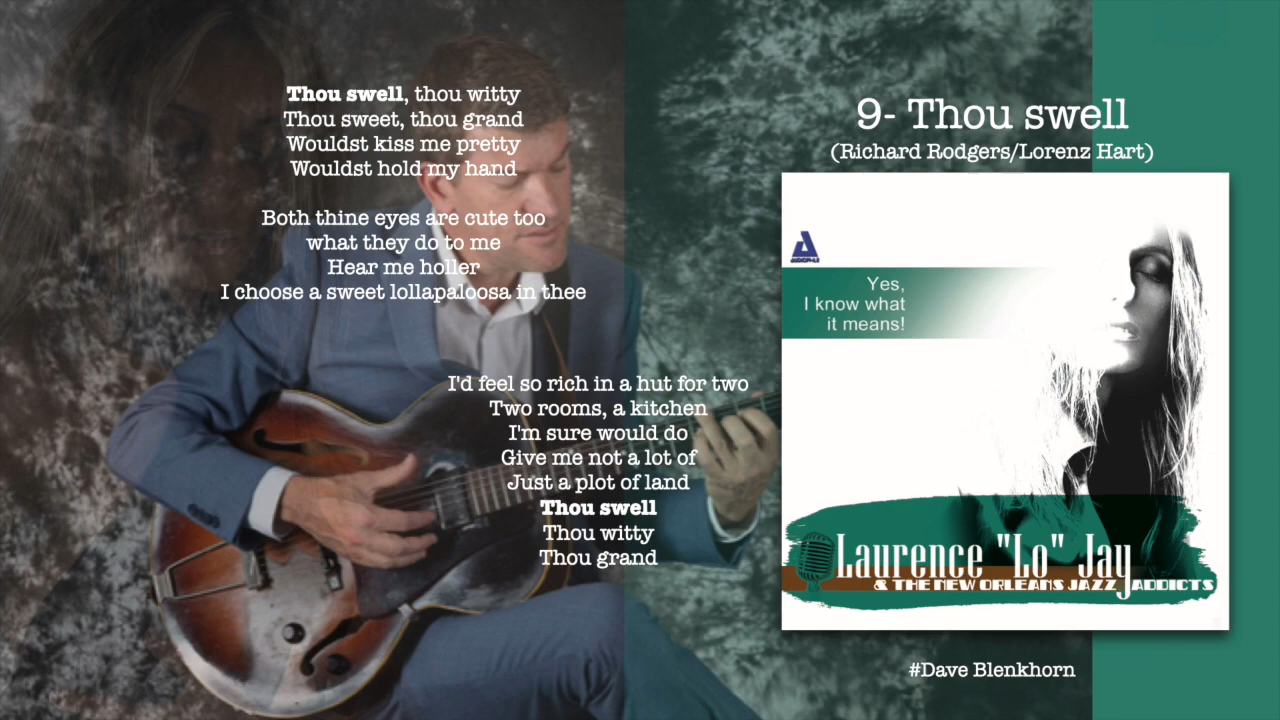 Thou swell, thou witty
Thou sweet, thou grand
Wouldst kiss me pretty
Wouldst hold my hand
Both thine eyes are cute too
what they do to me
Hear me holler
I choose a sweet lollapaloosa in thee
I'd feel so rich in a hut for two
Two rooms, a kitchen
I'm sure would do
Give me not a lot of
Just a plot of land
Thou swell
Thou witty
Thou grand
9- Thou swell
(Richard Rodgers/Lorenz Hart)
AUDIOPHILE
Yes,
I know what
it means!
Laurence "Lo" Jay
& THE NEW ORLEANS JAZZ ADDICTS
#Dave Blenkhorn